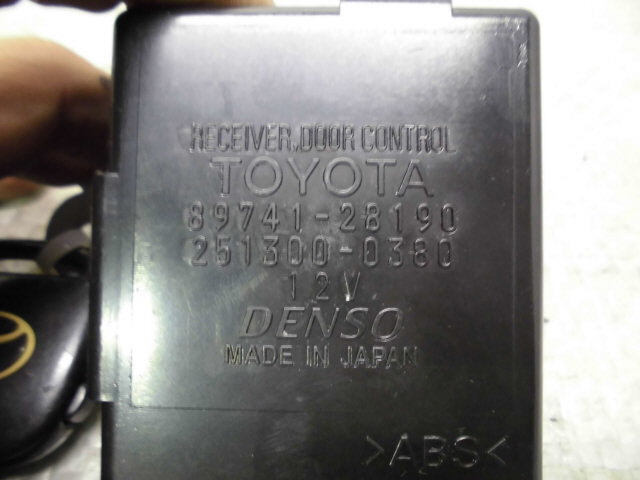 RECEIVER,DOOR CONTROL
TOYOTA
89741-28190
251300-0380
12V
DENSO
MADE IN JAPAN
>ABS<